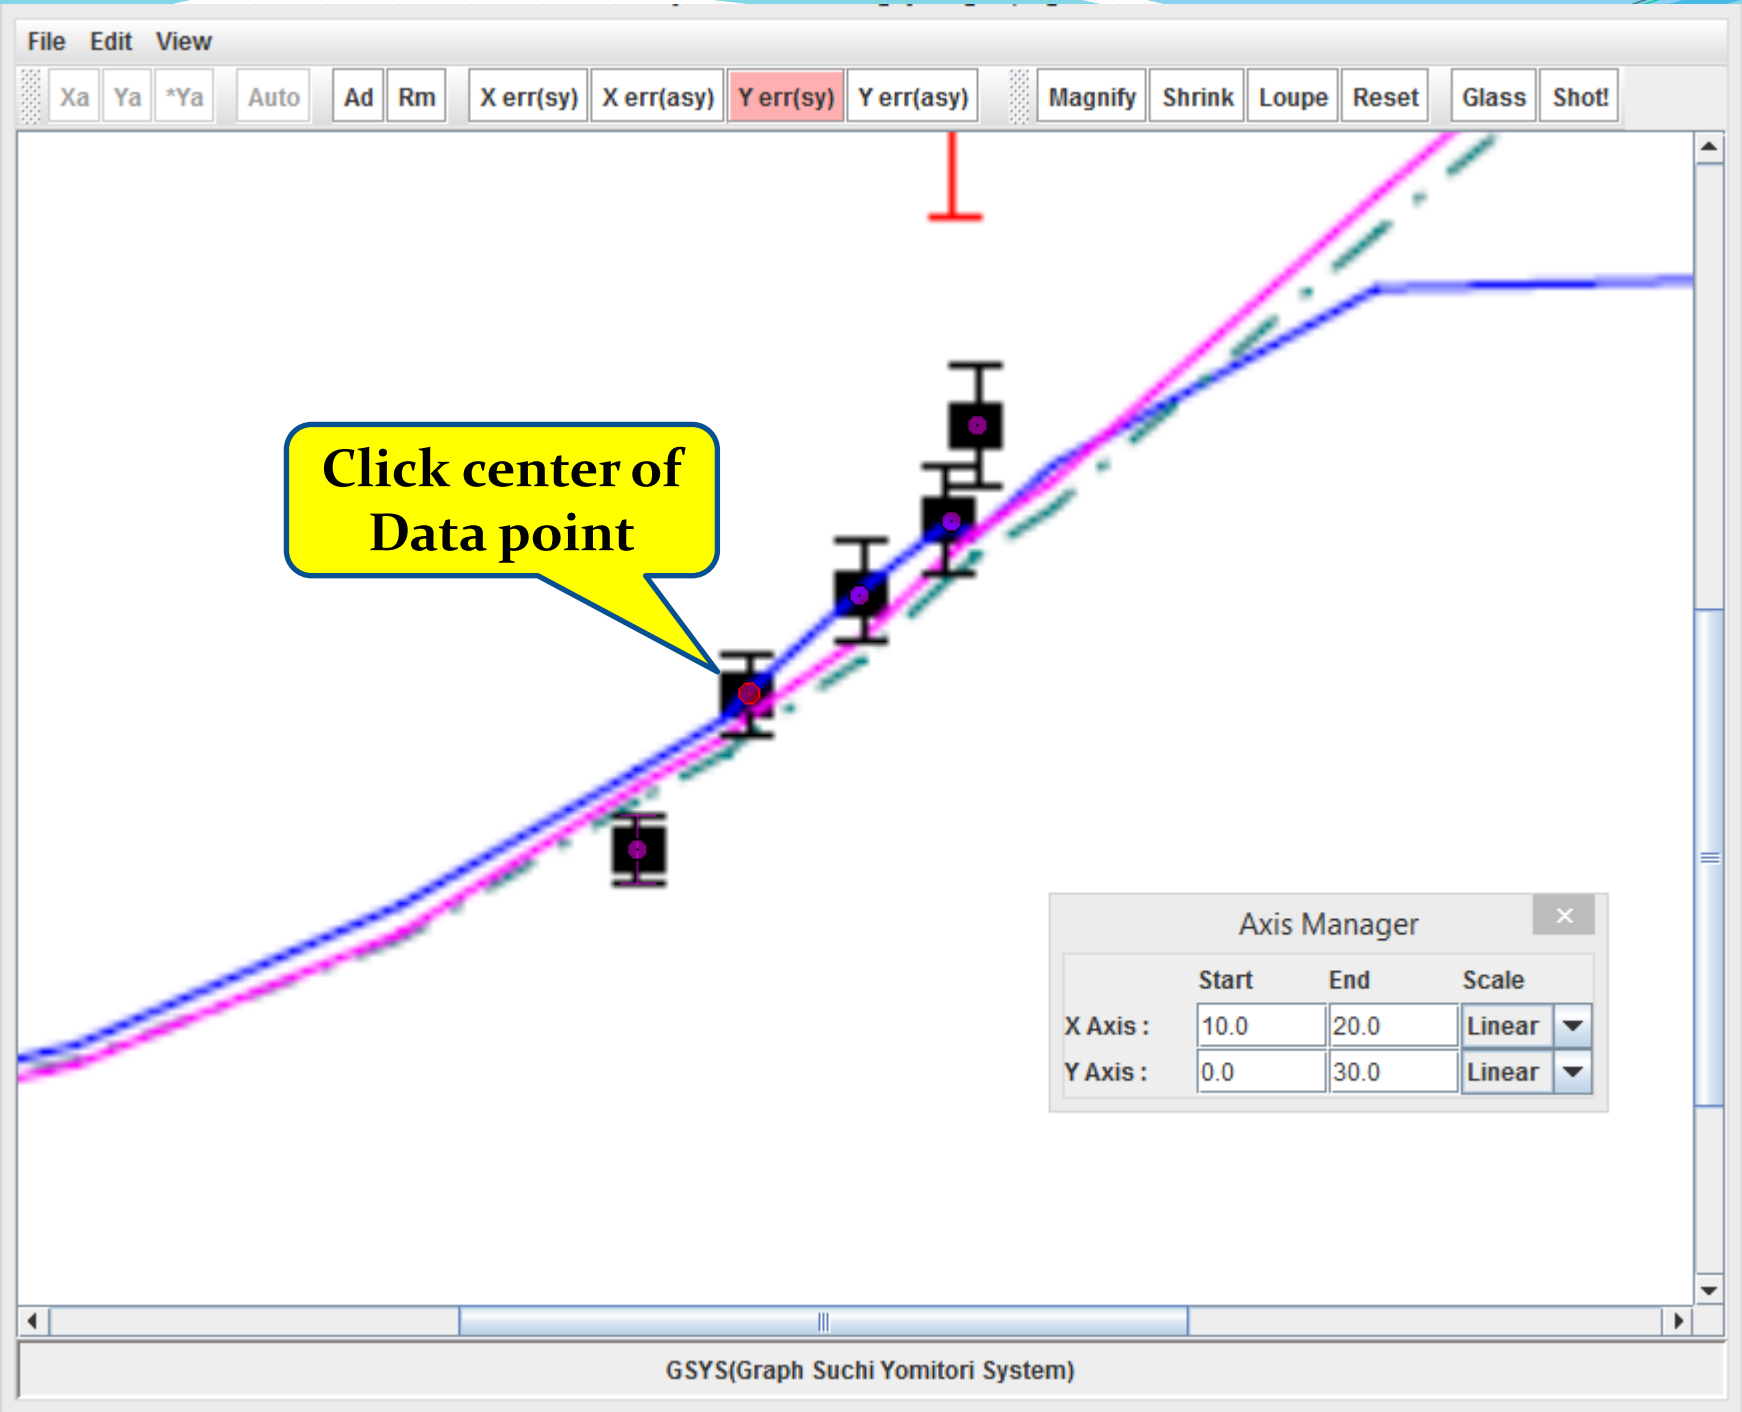 File Edit View
Xa Ya *Ya Auto Ad Rm X err(sy) X err(asy) Y err(sy) Y err(asy) Magnify Shrink Loupe Reset Glass Shot!
Click center of
Data point
Axis Manager
Start End Scale
X Axis : 10.0 20.0 Linear
Y Axis : 0.0 30.0 Linear
GSYS(Graph Suchi Yomitori System)